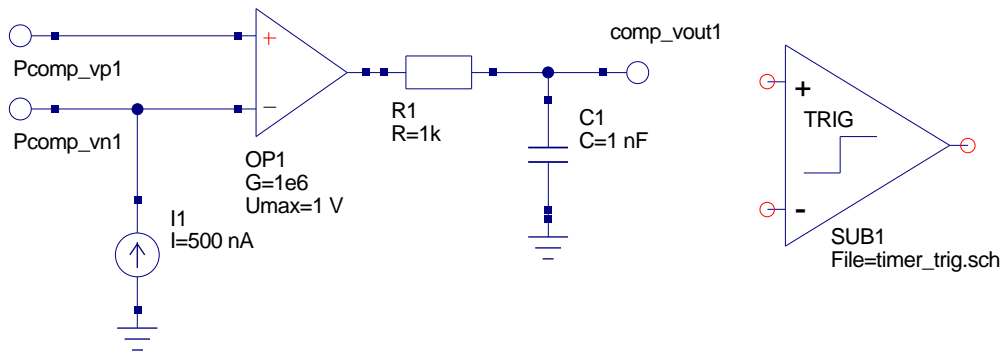 Pcomp_vp1
Pcomp_vn1
+
−
OP1
G=1e6
Umax=1 V
I1
I=500 nA
R1
R=1k
comp_vout1
C1
C=1 nF
+
TRIG
-
SUB1
File=timer_trig.sch